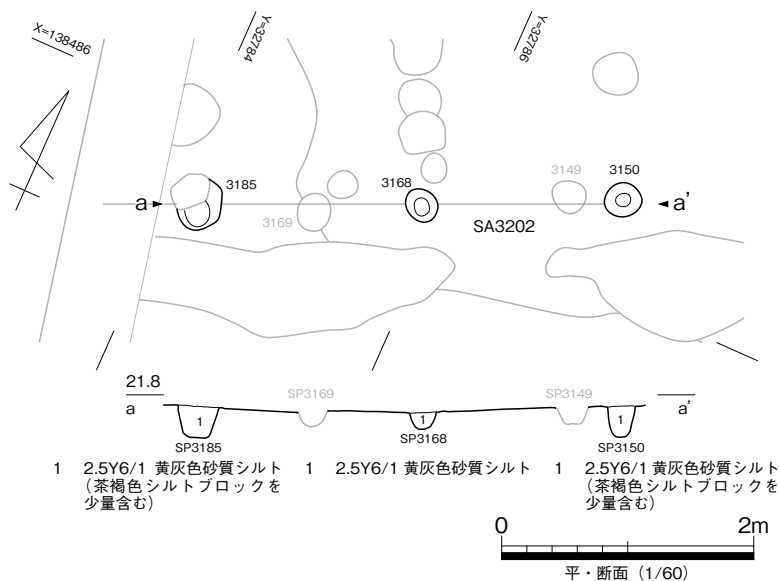 X=138486
Y=32784
Y=32786
3149
3150
3185
3168
a
a'
3169
SA3202
21.8
SP3169
SP3149
a
a'
1
1
1
SP3185
SP3168
SP3150
1 2.5Y6/1 黄灰色砂質シルト
（茶褐色シルトブロックを
少量含む）
1 2.5Y6/1 黄灰色砂質シルト
1 2.5Y6/1 黄灰色砂質シルト
（茶褐色シルトブロックを
少量含む）
0 2m
平・断面（1/60）